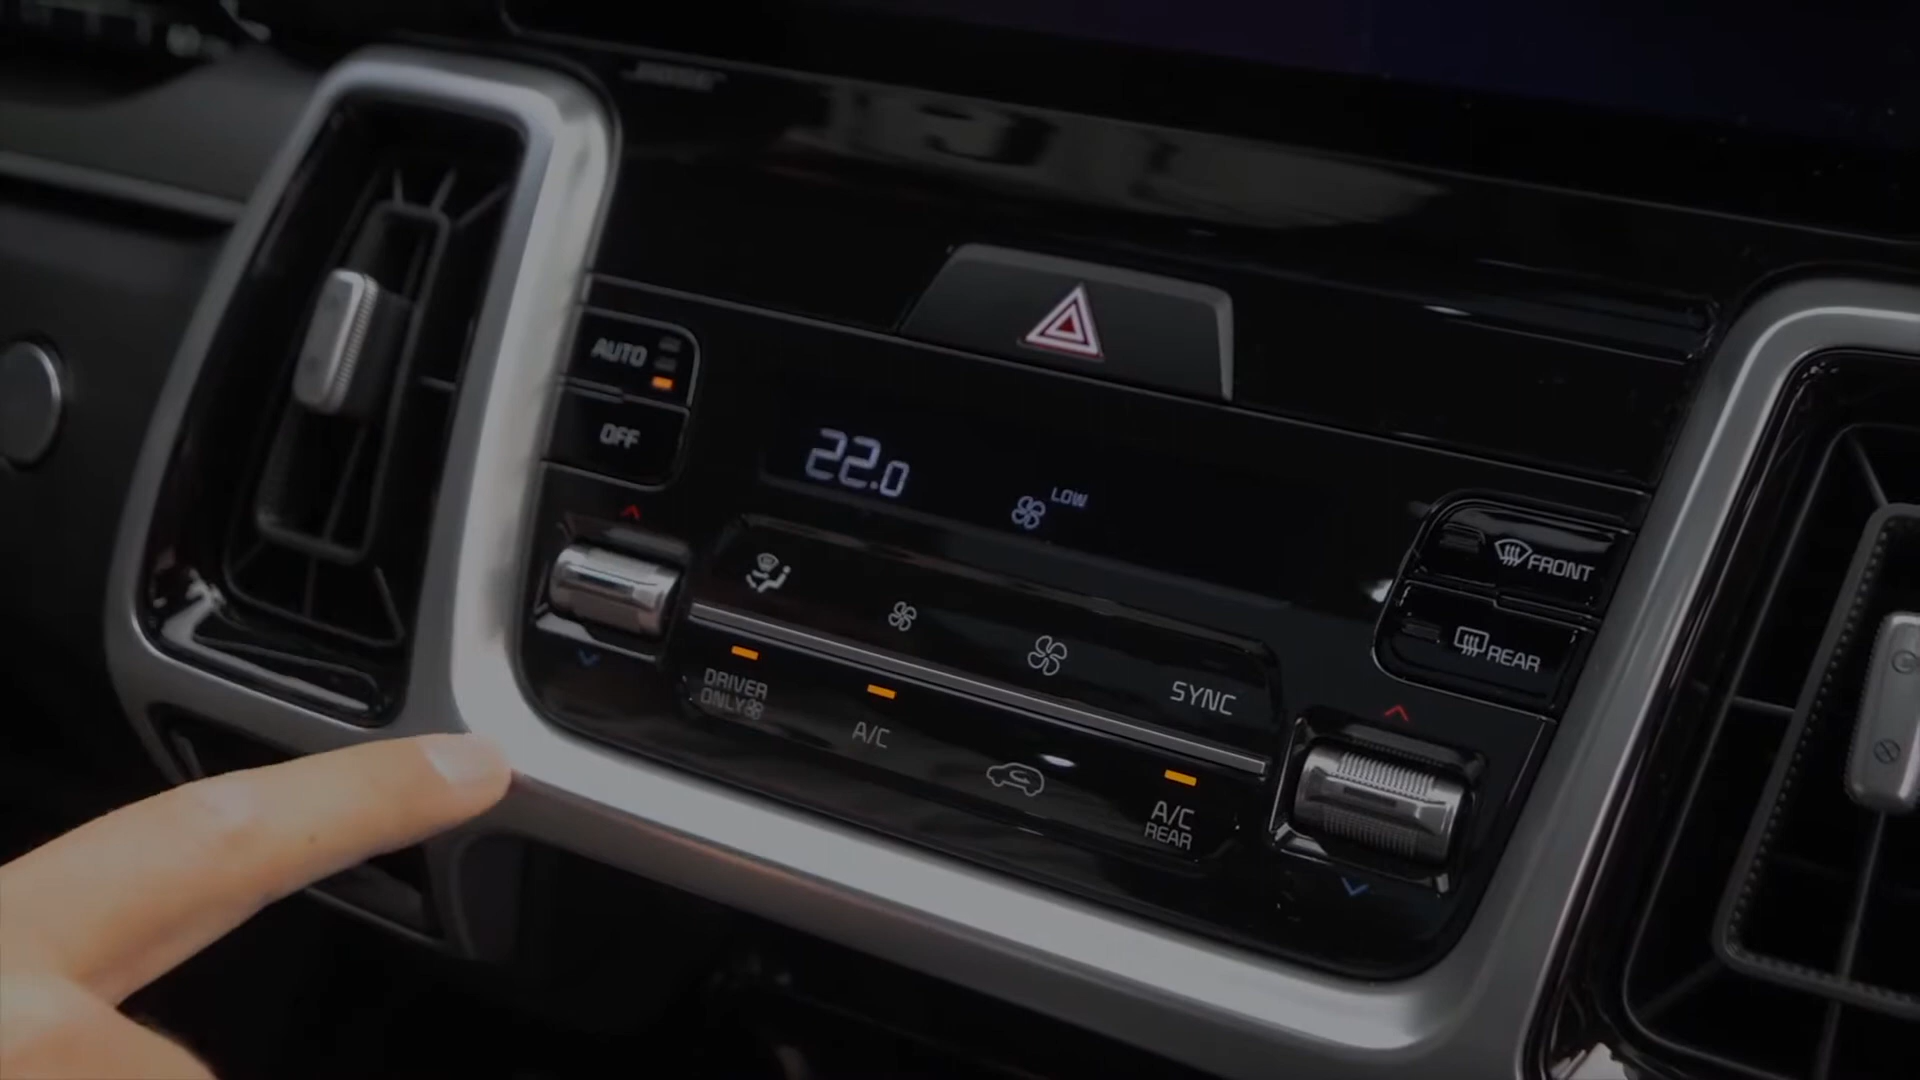 AUTO
OFF
22.0
LOW
FRONT
REAR
SYNC
DRIVER
ONLY
A/C
A/C
REAR